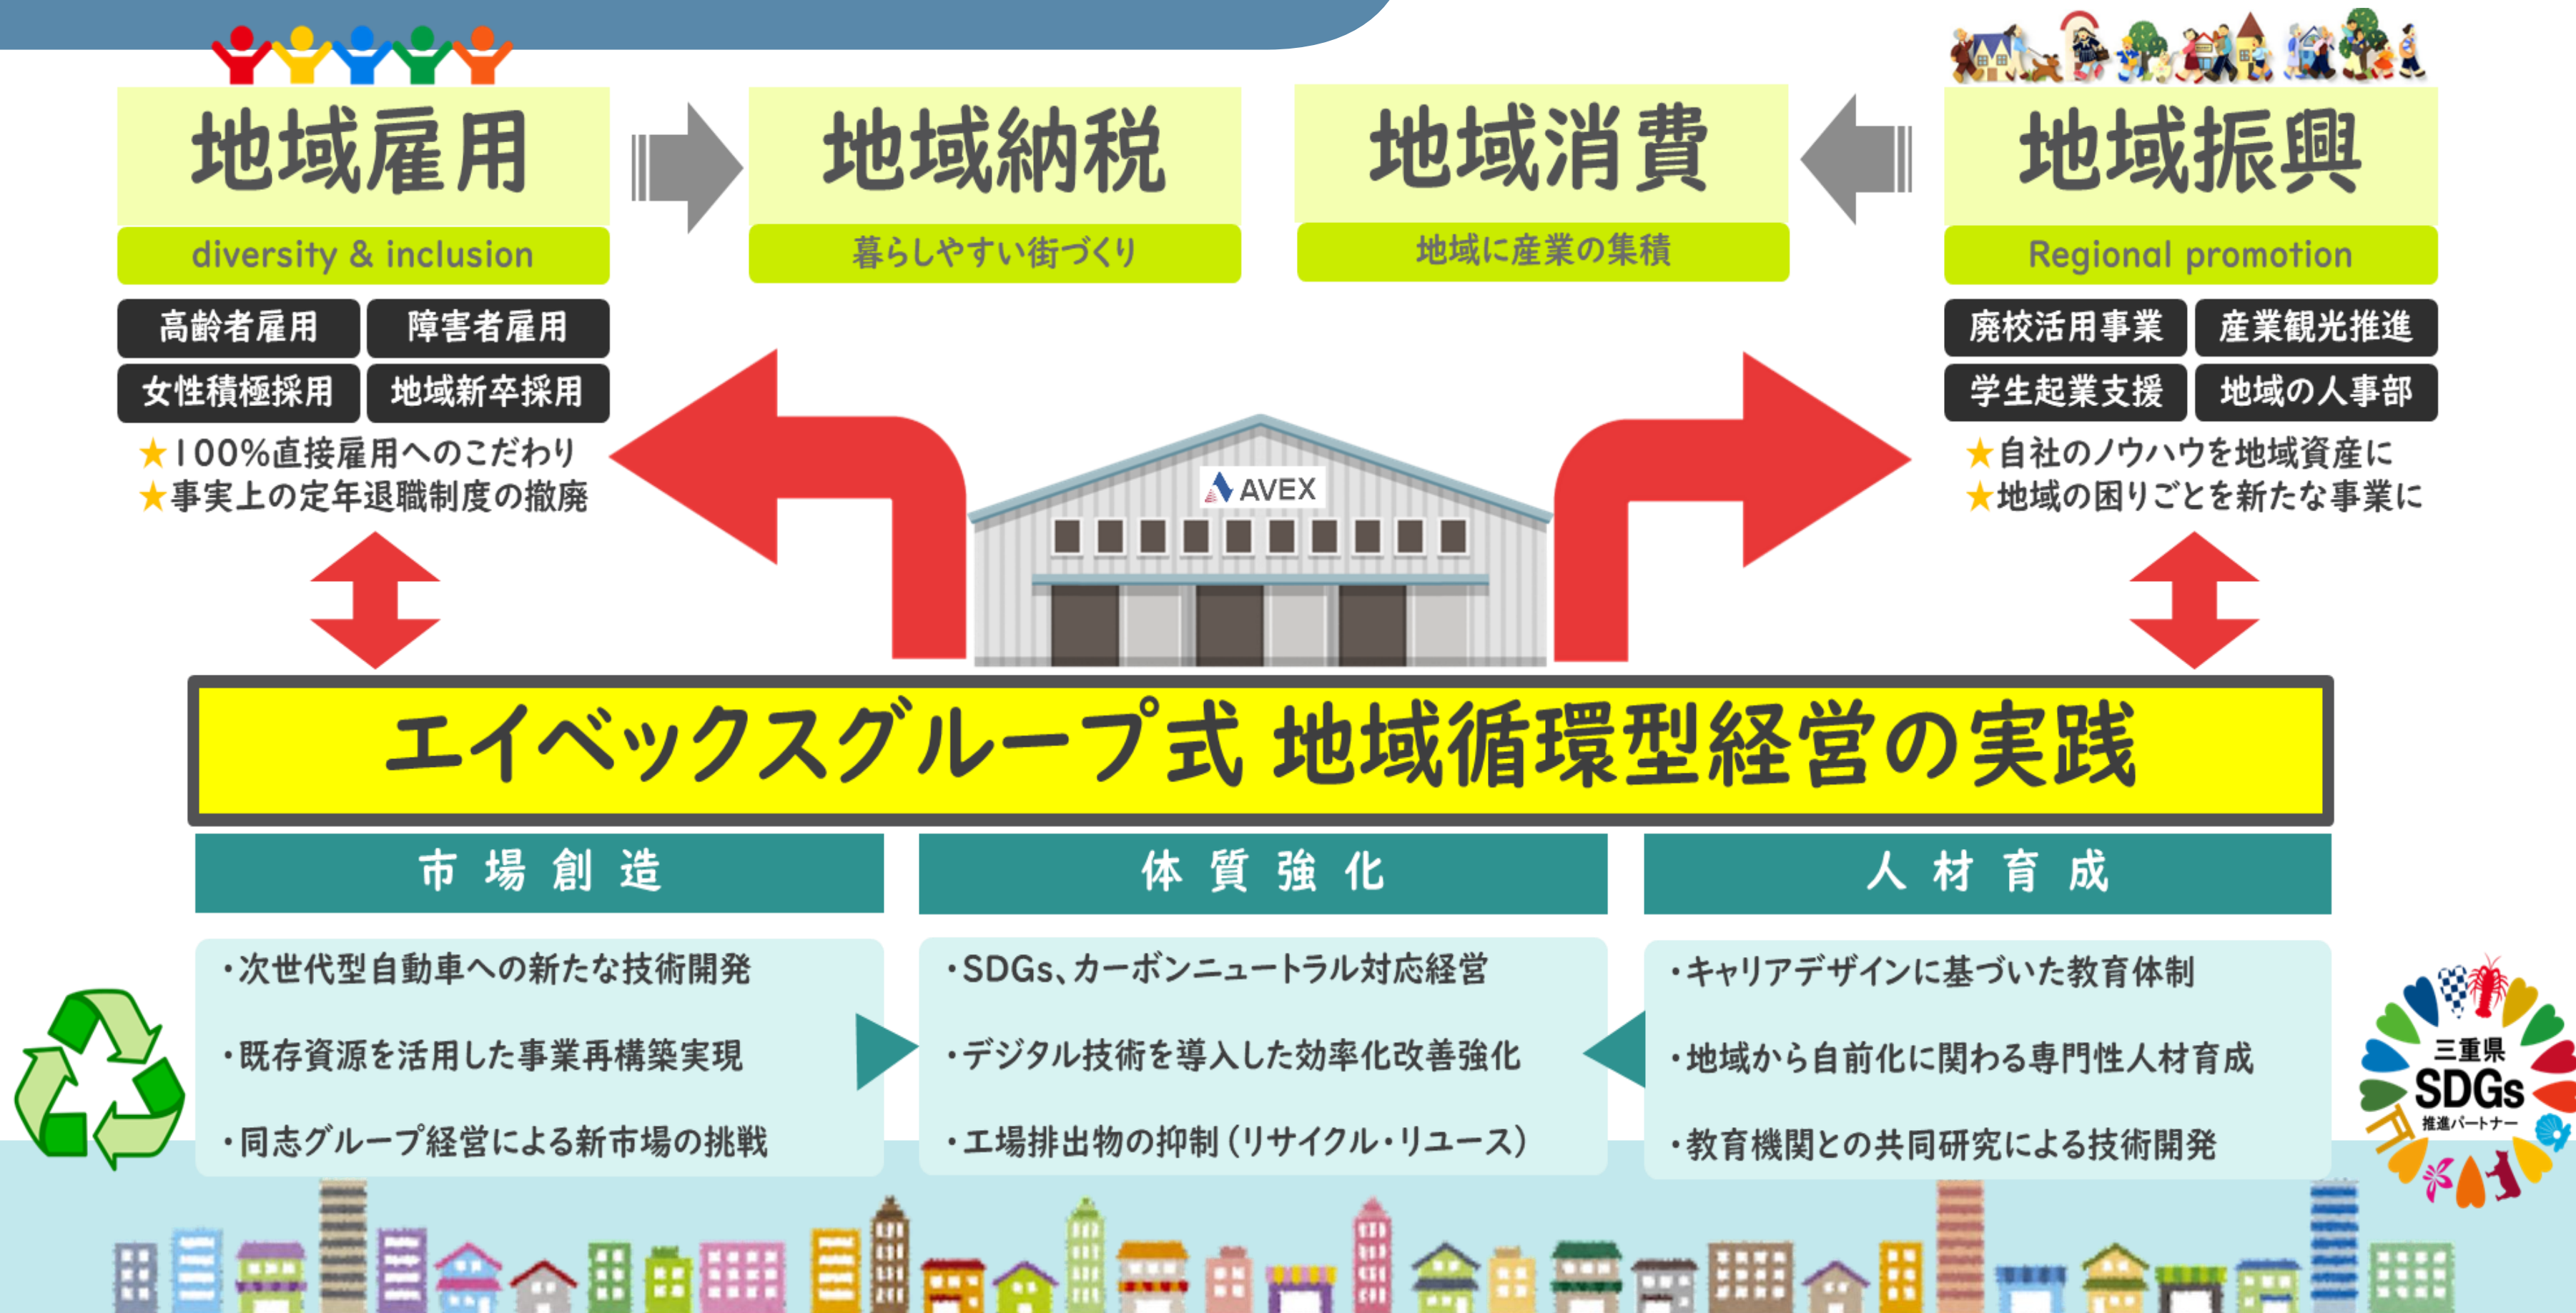 地域雇用
diversity & inclusion
高齢者雇用
障害者雇用
女性積極採用
地域新卒採用
★100%直接雇用へのこだわり
★事実上の定年退職制度の撤廃
地域納税
暮らしやすい街づくり
地域消費
地域に産業の集積
地域振興
Regional promotion
廃校活用事業
産業観光推進
学生起業支援
地域の人事部
★自社のノウハウを地域資産に
★地域の困りごとを新たな事業に
AVEX
エイベックスグループ式 地域循環型経営の実践
市場創造
・次世代型自動車への新たな技術開発
・既存資源を活用した事業再構築実現
・同志グループ経営による新市場の挑戦
体質強化
・SDGs、カーボンニュートラル対応経営
・デジタル技術を導入した効率化改善強化
・工場排出物の抑制（リサイクル・リユース）
人材育成
・キャリアデザインに基づいた教育体制
・地域から自前化に関わる専門性人材育成
・教育機関との共同研究による技術開発
三重県
SDGs
推進パートナー